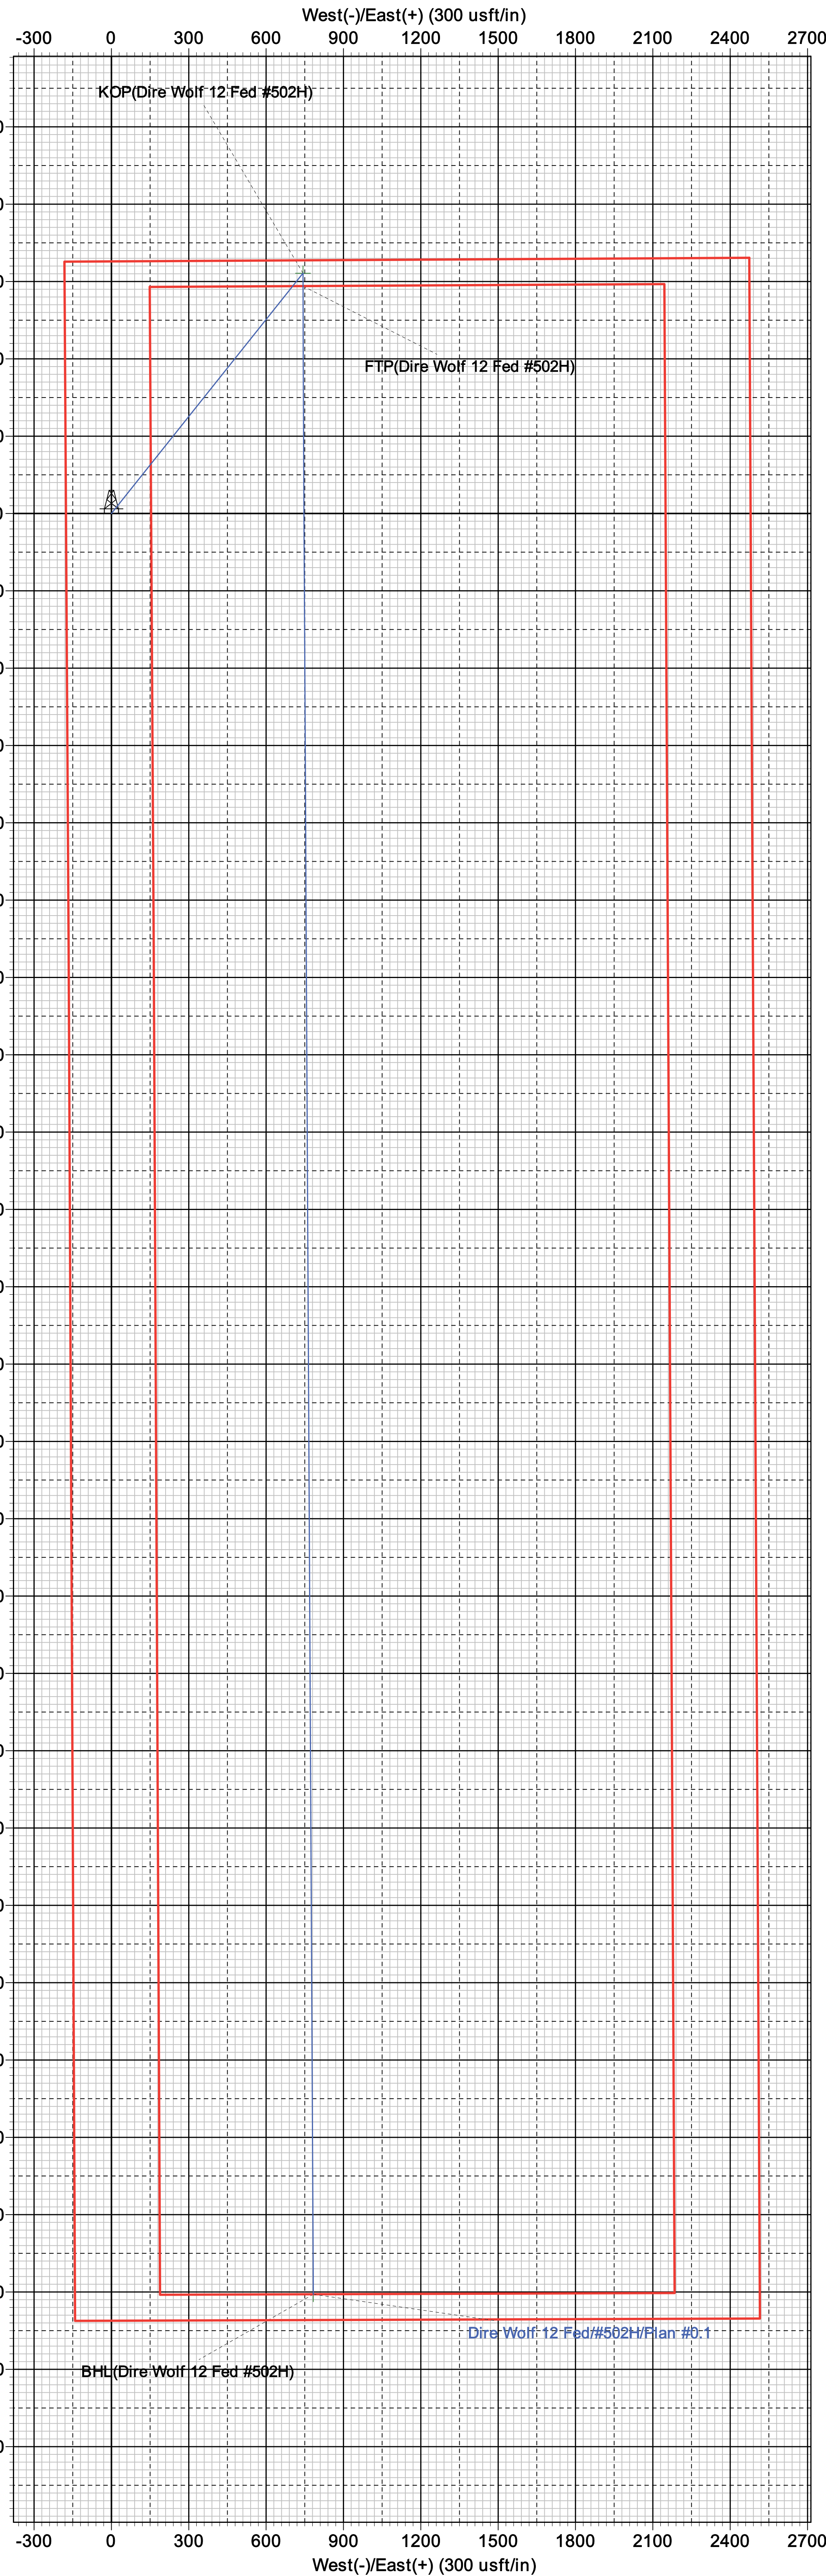 West(-)/East(+) (300 usft/in)
-300 0 300 600 900 1200 1500 1800 2100 2400 2700
KOP(Dire Wolf 12 Fed #502H)
FTP(Dire Wolf 12 Fed #502H)
Dire Wolf 12 Fed/#502H/Plan #0.1
BHL(Dire Wolf 12 Fed #502H)
-300 0 300 600 900 1200 1500 1800 2100 2400 2700
West(-)/East(+) (300 usft/in)